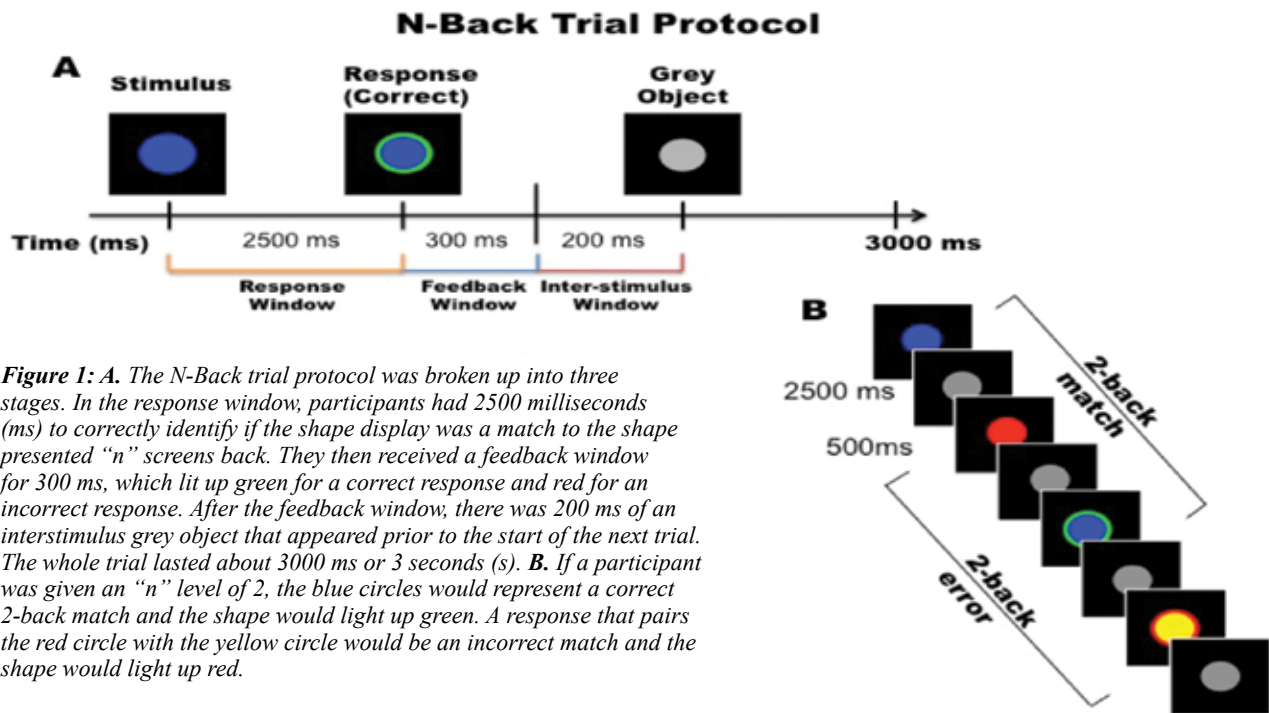 N-Back Trial Protocol
A
Stimulus
Response
(Correct)
Grey
Object
Time (ms)
2500 ms
300 ms
200 ms
3000 ms
Response
Window
Feedback
Window
Inter-stimulus
Window
Figure 1: A. The N-Back trial protocol was broken up into three
stages. In the response window, participants had 2500 milliseconds
(ms) to correctly identify if the shape display was a match to the shape
presented “n” screens back. They then received a feedback window
for 300 ms, which lit up green for a correct response and red for an
incorrect response. After the feedback window, there was 200 ms of an
interstimulus grey object that appeared prior to the start of the next trial.
The whole trial lasted about 3000 ms or 3 seconds (s). B. If a participant
was given an “n” level of 2, the blue circles would represent a correct
2-back match and the shape would light up green. A response that pairs
the red circle with the yellow circle would be an incorrect match and the
shape would light up red.
B
2500 ms
500ms
2-back
match
2-back
error